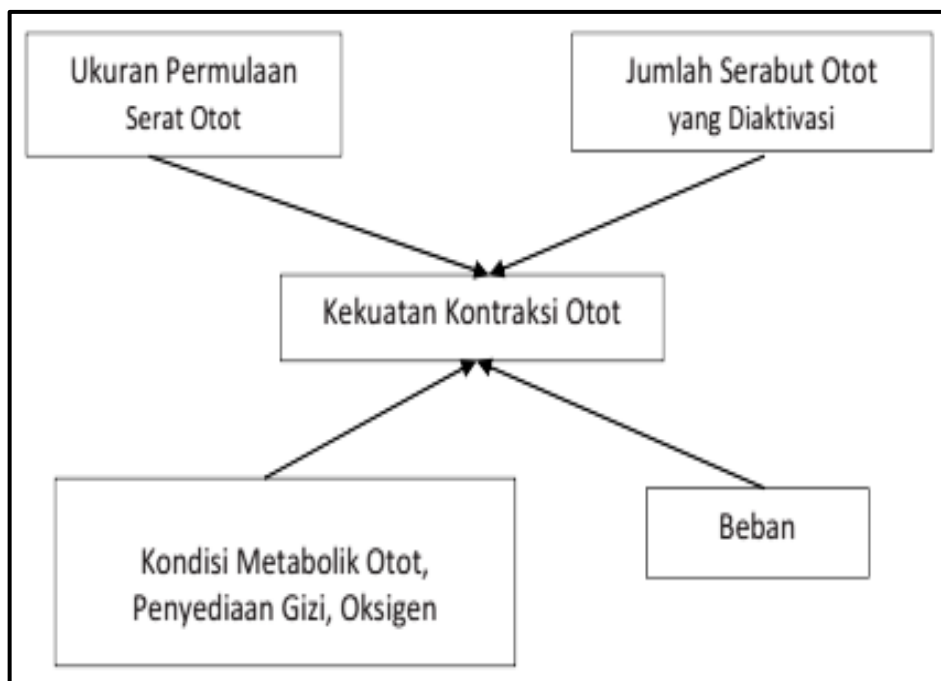 Ukuran Permulaan
Serat Otot
Jumlah Serabut Otot
yang Diaktivasi
Kekuatan Kontraksi Otot
Kondisi Metabolik Otot,
Penyediaan Gizi, Oksigen
Beban